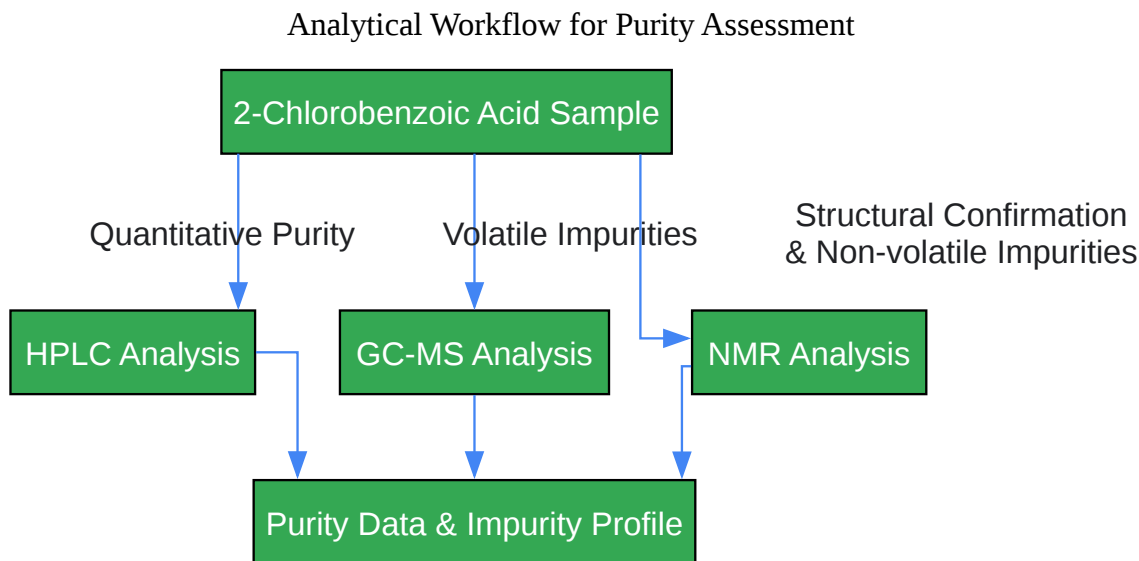 Analytical Workflow for Purity Assessment
2-Chlorobenzoic Acid Sample
Quantitative Purity
Volatile Impurities
Structural Confirmation
& Non-volatile Impurities
HPLC Analysis
GC-MS Analysis
NMR Analysis
Purity Data & Impurity Profile